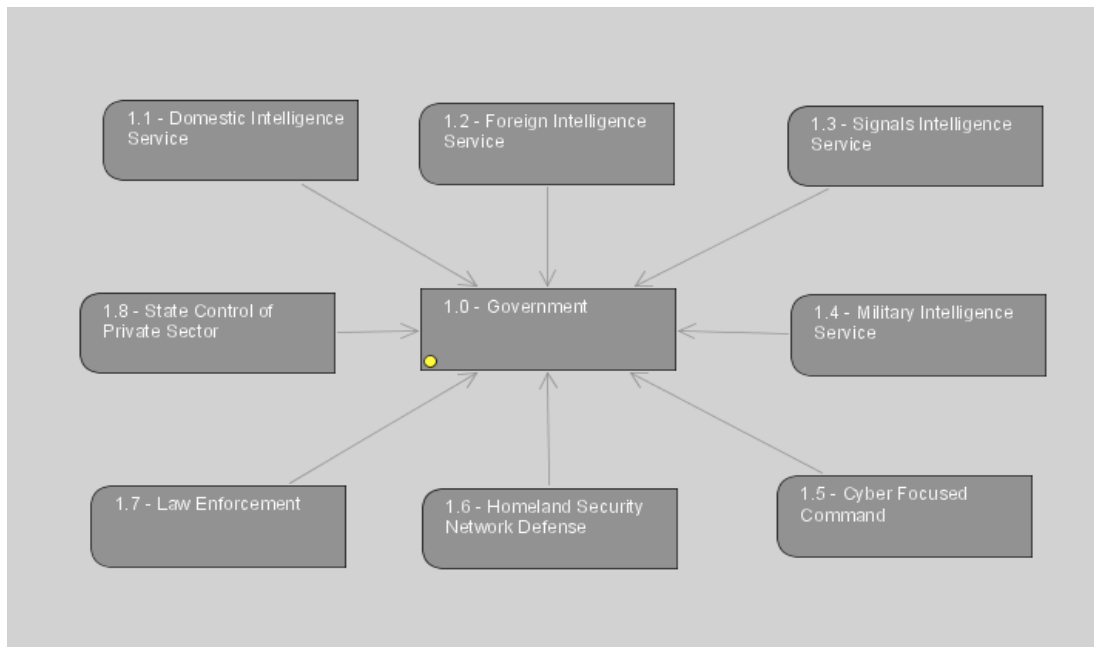 1.1 - Domestic Intelligence
Service
1.2 - Foreign Intelligence
Service
1.3 - Signals Intelligence
Service
1.8 - State Control of
Private Sector
1.0 - Government
1.4 - Military Intelligence
Service
1.7 - Law Enforcement
1.6 - Homeland Security
Network Defense
1.5 - Cyber Focused
Command